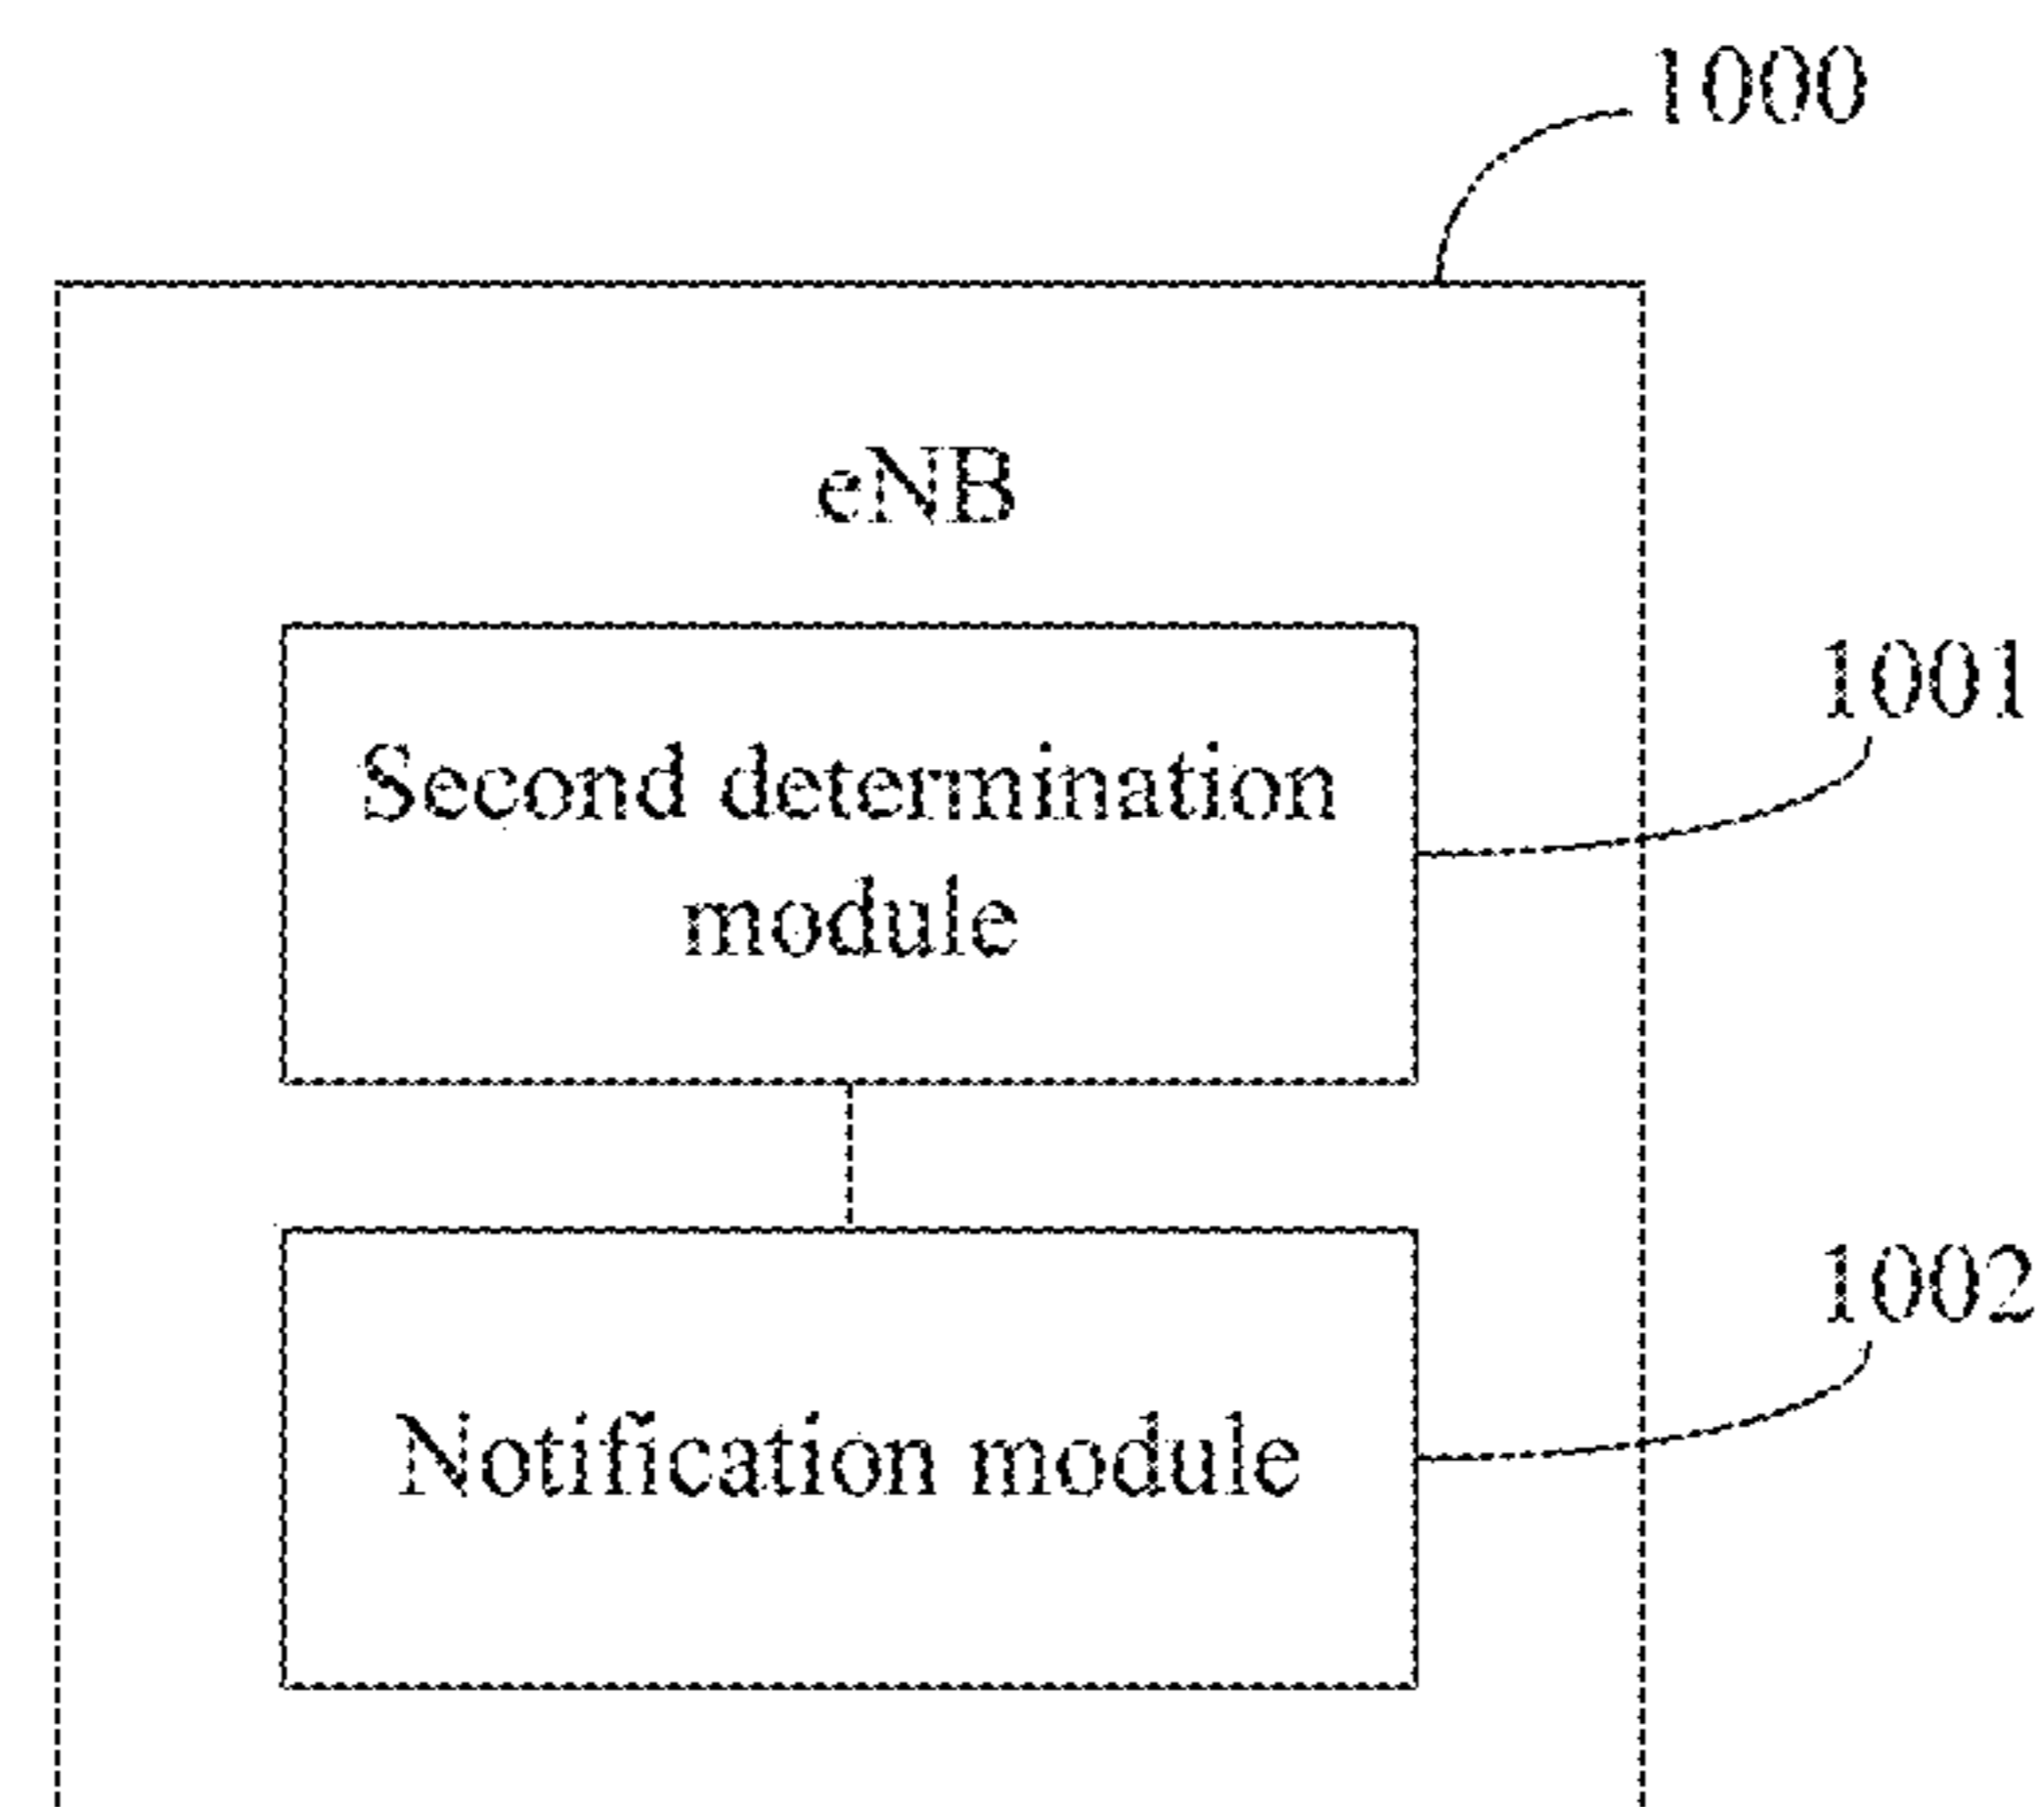 1000
eNB
1001
Second determination
module
1002
Notification module